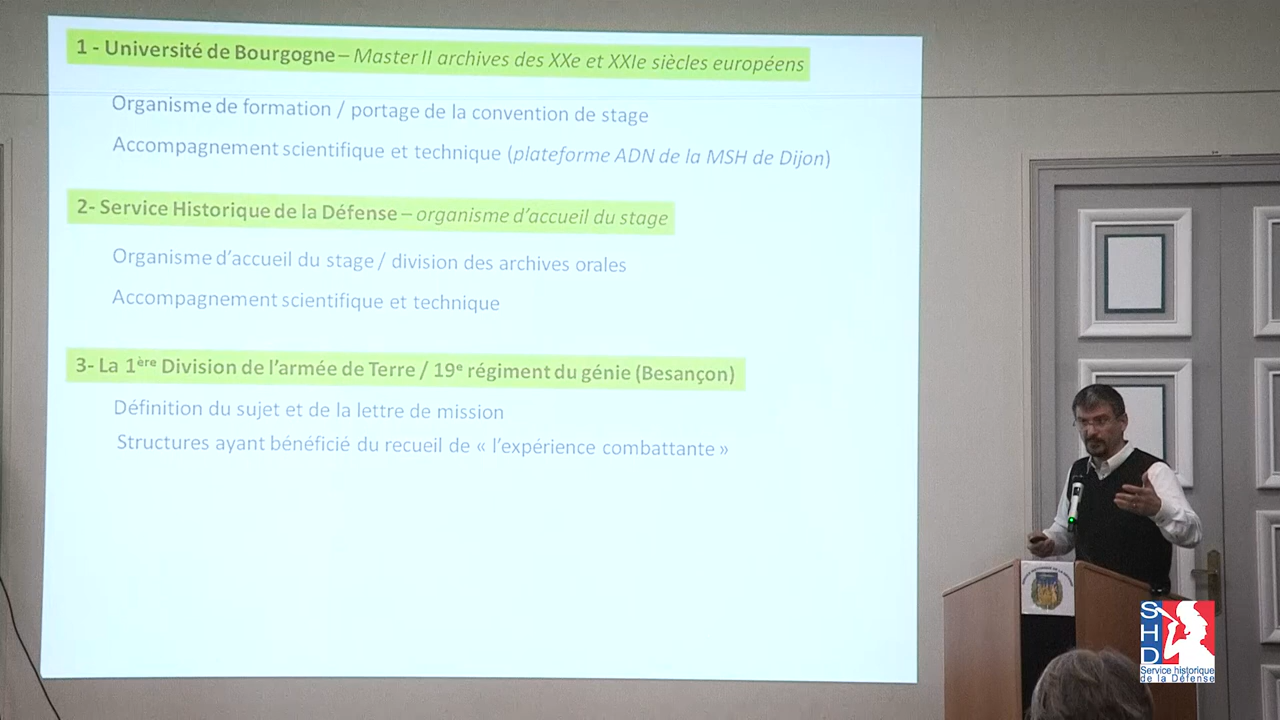 1 - Université de Bourgogne – Master II archives des XXe et XXIe siècles européens
Organisme de formation / portage de la convention de stage
Accompagnement scientifique et technique (plateforme ADN de la MSH de Dijon)
2- Service Historique de la Défense – organisme d’accueil du stage
Organisme d’accueil du stage / division des archives orales
Accompagnement scientifique et technique
3- La 1ère Division de l’armée de Terre / 19e régiment du génie (Besançon)
Définition du sujet et de la lettre de mission
Structures ayant bénéficié du recueil de « l’expérience combattante »
SHD
Service historique
de la Défense